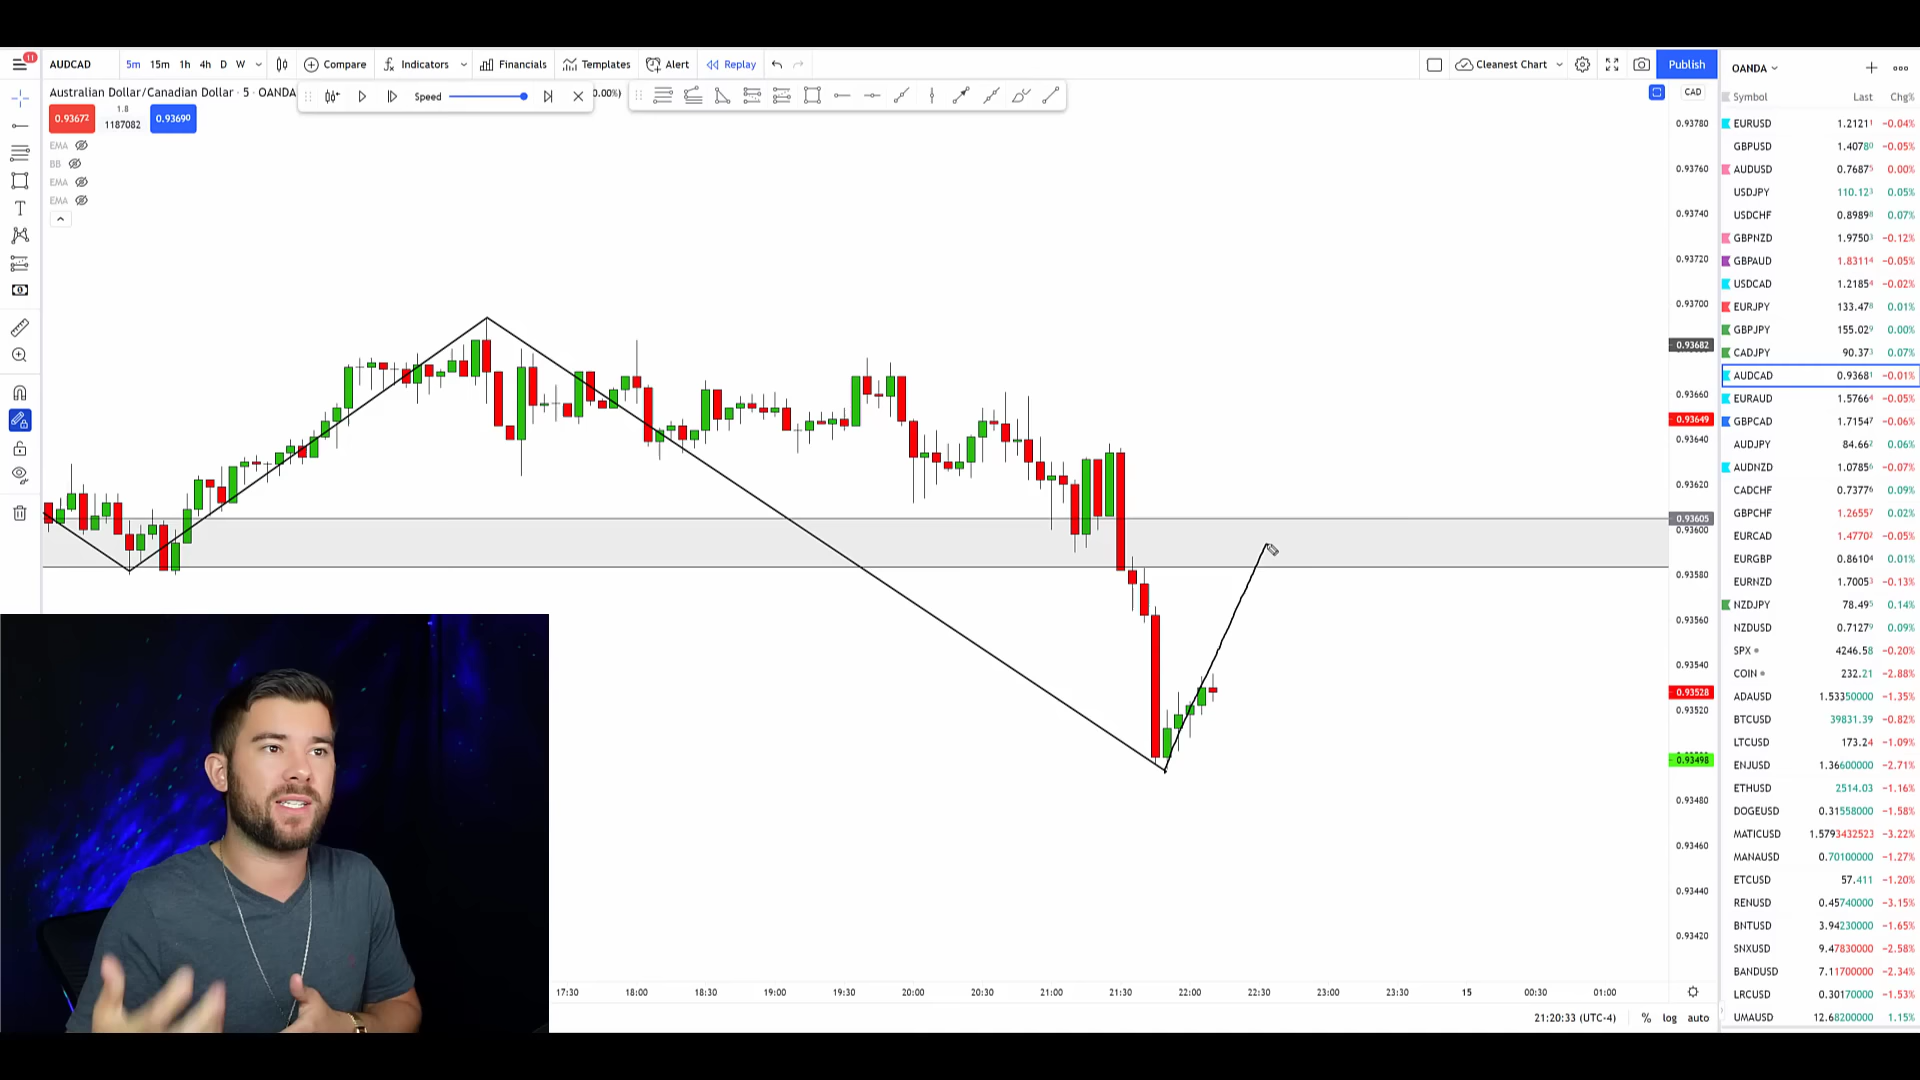 11
AUDCAD 5m 15m 1h 4h D W Compare Indicators Financials Templates Alert Replay Cleanest Chart Publish
Australian Dollar/Canadian Dollar · 5 · OANDA Speed 0.00%)
0.93672 1.8 0.93690
1187082
EMA
BB
EMA
EMA
CAD
0.93780
0.93760
0.93740
0.93720
0.93700
0.93682
0.93660
0.93649
0.93640
0.93620
0.93605
0.93600
0.93580
0.93560
0.93540
0.93528
0.93520
0.93498
0.93480
0.93460
0.93440
0.93420
17:30 18:00 18:30 19:00 19:30 20:00 20:30 21:00 21:30 22:00 22:30 23:00 23:30 15 00:30 01:00
21:20:33 (UTC-4) % log auto
OANDA
Symbol Last Chg%
EURUSD 1.21211 −0.04%
GBPUSD 1.40780 −0.05%
AUDUSD 0.76875 0.00%
USDJPY 110.123 0.05%
USDCHF 0.89898 0.07%
GBPNZD 1.97503 −0.12%
GBPAUD 1.83114 −0.05%
USDCAD 1.21854 −0.02%
EURJPY 133.478 0.01%
GBPJPY 155.029 0.00%
CADJPY 90.373 0.07%
AUDCAD 0.93681 −0.01%
EURAUD 1.57664 −0.05%
GBPCAD 1.71547 −0.06%
AUDJPY 84.662 0.06%
AUDNZD 1.07856 −0.07%
CADCHF 0.73776 0.09%
GBPCHF 1.26557 0.02%
EURCAD 1.47702 −0.05%
EURGBP 0.86104 0.01%
EURNZD 1.70053 −0.13%
NZDJPY 78.495 0.14%
NZDUSD 0.71279 0.09%
SPX 4246.58 −0.20%
COIN 232.21 −2.88%
ADAUSD 1.53350000 −1.35%
BTCUSD 39831.39 −0.82%
LTCUSD 173.24 −1.09%
ENJUSD 1.36600000 −2.71%
ETHUSD 2514.03 −1.16%
DOGEUSD 0.31558000 −1.58%
MATICUSD 1.5793432523 −3.22%
MANAUSD 0.70100000 −1.27%
ETCUSD 57.411 −1.20%
RENUSD 0.45740000 −3.15%
BNTUSD 3.94230000 −1.65%
SNXUSD 9.47830000 −2.58%
BANDUSD 7.11700000 −2.34%
LRCUSD 0.30170000 −1.53%
UMAUSD 12.68200000 1.15%